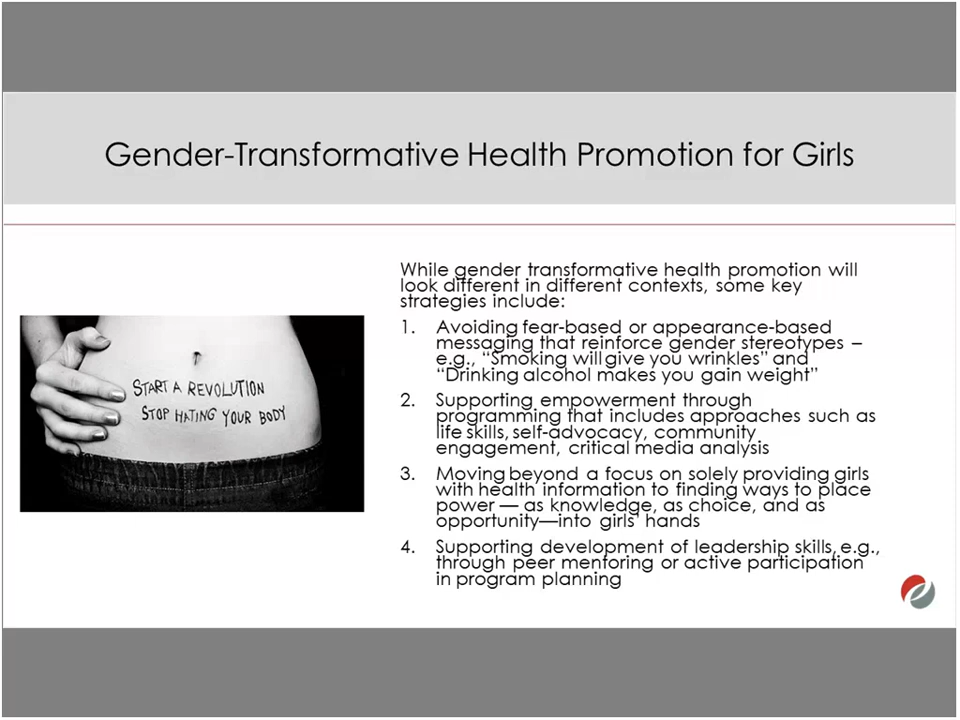 Gender-Transformative Health Promotion for Girls
While gender transformative health promotion will
look different in different contexts, some key
strategies include:
1. Avoiding fear-based or appearance-based
messaging that reinforce gender stereotypes –
e.g., “Smoking will give you wrinkles” and
“Drinking alcohol makes you gain weight”
2. Supporting empowerment through
programming that includes approaches such as
life skills, self-advocacy, community
engagement, critical media analysis
3. Moving beyond a focus on solely providing girls
with health information to finding ways to place
power — as knowledge, as choice, and as
opportunity—into girls’ hands
4. Supporting development of leadership skills, e.g.,
through peer mentoring or active participation
in program planning
START A REVOLUTION
STOP HATING YOUR BODY